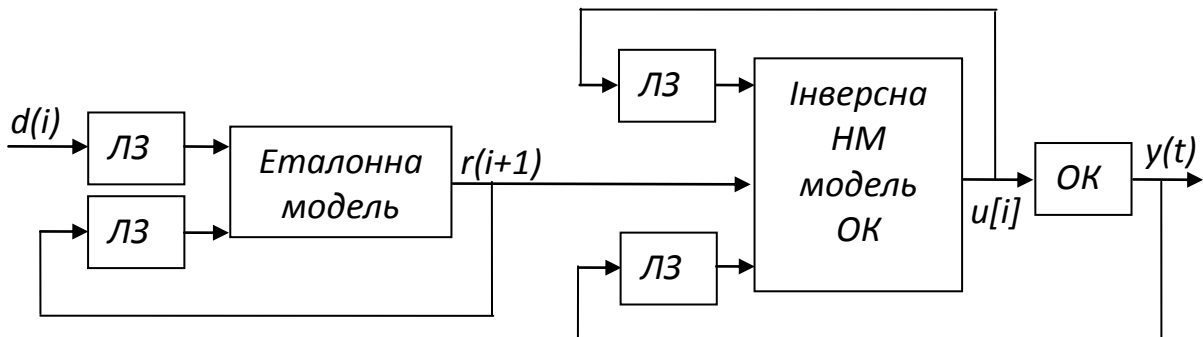 d(i)
ЛЗ
ЛЗ
Еталонна
модель
r(i+1)
ЛЗ
ЛЗ
Інверсна
НМ
модель
ОК
u[i]
ОК
y(t)